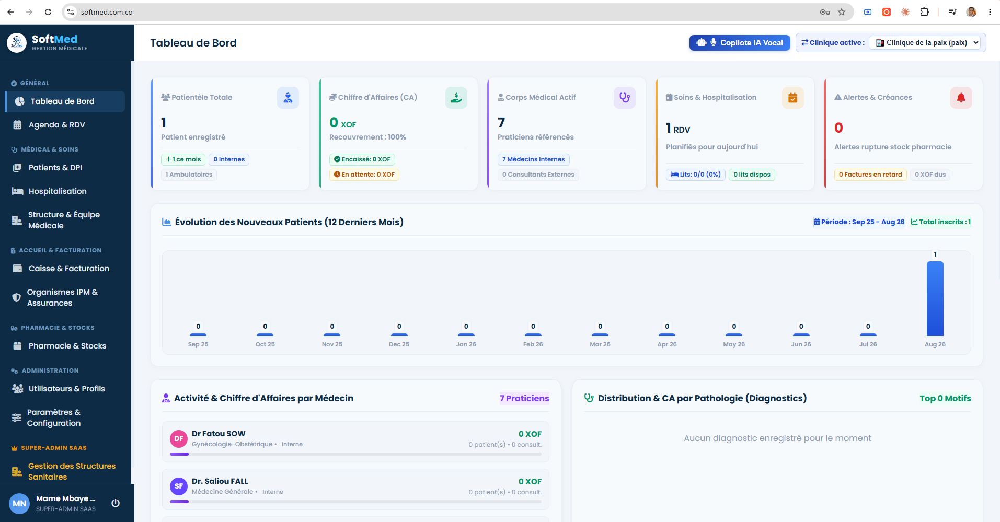 softmed.com.co
SoftMed
GESTION MÉDICALE
Tableau de Bord
Copilote IA Vocal
Clinique active :
Clinique de la paix (paix)
GÉNÉRAL
Tableau de Bord
Agenda & RDV
MÉDICAL & SOINS
Patients & DPI
Hospitalisation
Structure & Équipe
Médicale
ACCUEIL & FACTURATION
Caisse & Facturation
Organismes IPM &
Assurances
PHARMACIE & STOCKS
Pharmacie & Stocks
ADMINISTRATION
Utilisateurs & Profils
Paramètres &
Configuration
SUPER-ADMIN SAAS
Gestion des Structures
Sanitaires
MN
Mame Mbaye ...
SUPER-ADMIN SAAS
Patientèle Totale
1
Patient enregistré
+ 1 ce mois
0 Internes
1 Ambulatoires
Chiffre d'Affaires (CA)
0 XOF
Recouvrement : 100%
Encaissé: 0 XOF
En attente: 0 XOF
Corps Médical Actif
7
Praticiens référencés
7 Médecins Internes
0 Consultants Externes
Soins & Hospitalisation
1 RDV
Planifiés pour aujourd'hui
Lits: 0/0 (0%)
0 lits dispos
Alertes & Créances
0
Alertes rupture stock pharmacie
0 Factures en retard
0 XOF dus
Évolution des Nouveaux Patients (12 Derniers Mois)
Période : Sep 25 - Aug 26
Total inscrits : 1
0 0 0 0 0 0 0 0 0 0 0 1
Sep 25 Oct 25 Nov 25 Dec 25 Jan 26 Feb 26 Mar 26 Apr 26 May 26 Jun 26 Jul 26 Aug 26
Activité & Chiffre d'Affaires par Médecin
7 Praticiens
DF
Dr Fatou SOW
0 XOF
Gynécologie-Obstétrique • Interne
0 patient(s) • 0 consult.
SF
Dr. Saliou FALL
0 XOF
Médecine Générale • Interne
0 patient(s) • 0 consult.
Distribution & CA par Pathologie (Diagnostics)
Top 0 Motifs
Aucun diagnostic enregistré pour le moment